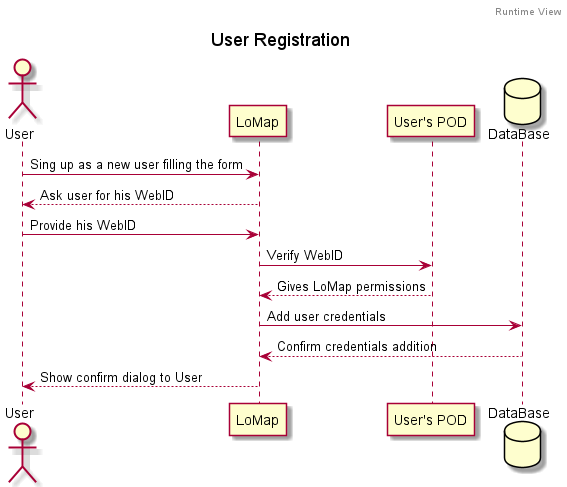 Runtime View
User Registration
User
LoMap
User's POD
DataBase
Sing up as a new user filling the form
Ask user for his WebID
Provide his WebID
Verify WebID
Gives LoMap permissions
Add user credentials
Confirm credentials addition
Show confirm dialog to User
User
LoMap
User's POD
DataBase